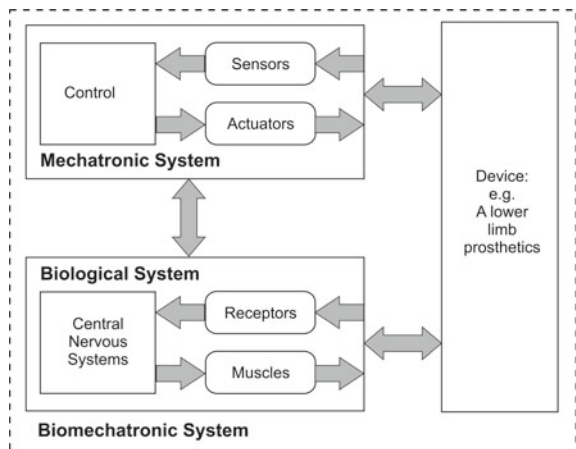 Control
Sensors
Actuators
Mechatronic System
Device:
e.g.
A lower
limb
prosthetics
Biological System
Central
Nervous
Systems
Receptors
Muscles
Biomechatronic System